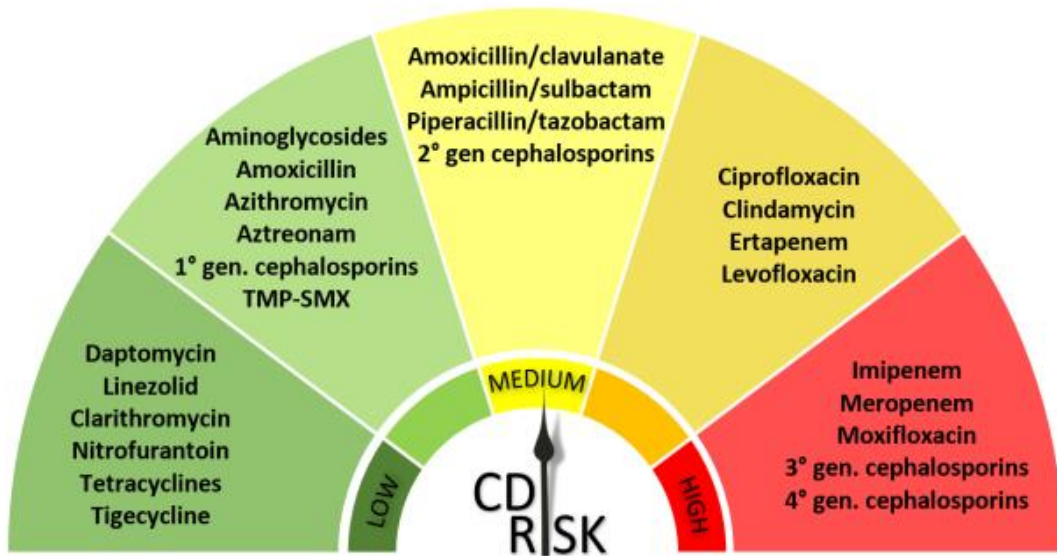 Daptomycin
Linezolid
Clarithromycin
Nitrofurantoin
Tetracyclines
Tigecycline
Aminoglycosides
Amoxicillin
Azithromycin
Aztreonam
1° gen. cephalosporins
TMP-SMX
Amoxicillin/clavulanate
Ampicillin/sulbactam
Piperacillin/tazobactam
2° gen cephalosporins
Ciprofloxacin
Clindamycin
Ertapenem
Levofloxacin
Imipenem
Meropenem
Moxifloxacin
3° gen. cephalosporins
4° gen. cephalosporins
LOW
MEDIUM
HIGH
CD
RISK